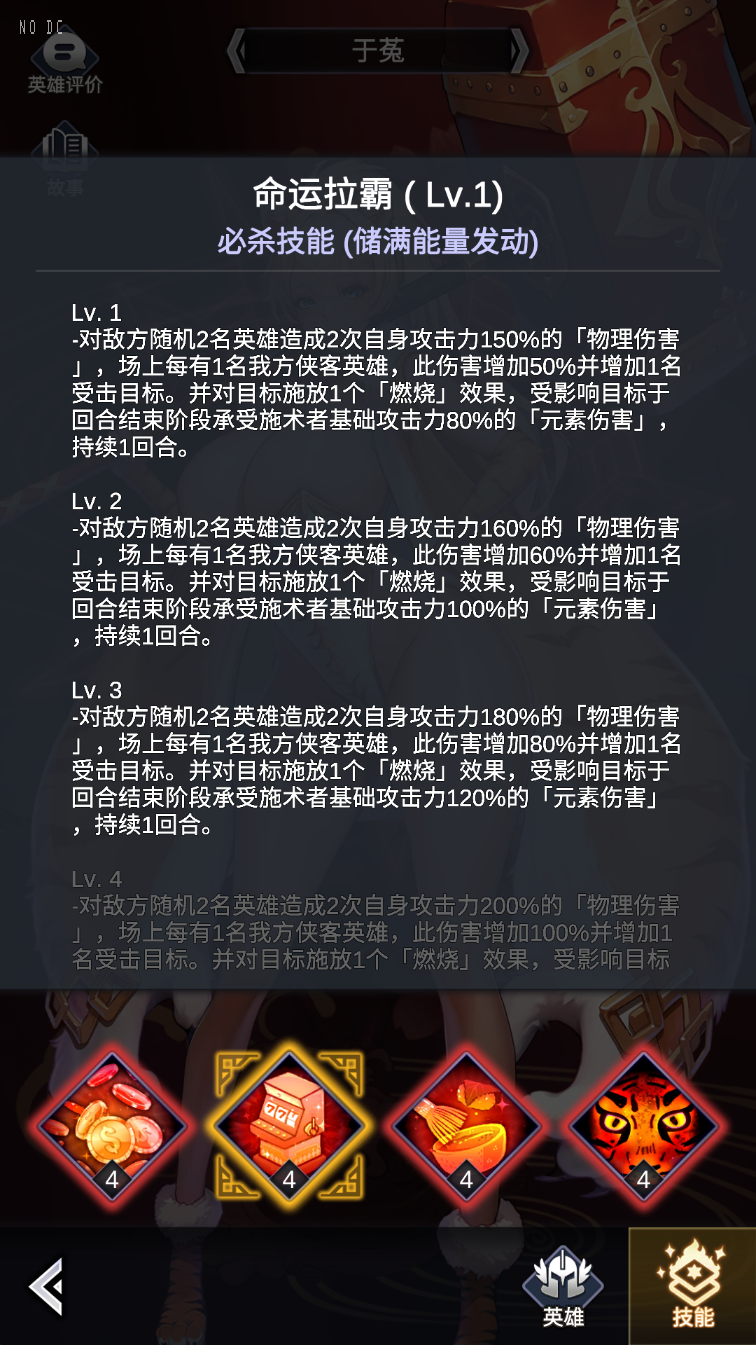 NO DC
于菟
英雄评价
故事
命运拉霸 ( Lv.1)
必杀技能 (储满能量发动)
Lv. 1
-对敌方随机2名英雄造成2次自身攻击力150%的「物理伤害
」，场上每有1名我方侠客英雄，此伤害增加50%并增加1名
受击目标。并对目标施放1个「燃烧」效果，受影响目标于
回合结束阶段承受施术者基础攻击力80%的「元素伤害」，
持续1回合。
Lv. 2
-对敌方随机2名英雄造成2次自身攻击力160%的「物理伤害
」，场上每有1名我方侠客英雄，此伤害增加60%并增加1名
受击目标。并对目标施放1个「燃烧」效果，受影响目标于
回合结束阶段承受施术者基础攻击力100%的「元素伤害」
，持续1回合。
Lv. 3
-对敌方随机2名英雄造成2次自身攻击力180%的「物理伤害
」，场上每有1名我方侠客英雄，此伤害增加80%并增加1名
受击目标。并对目标施放1个「燃烧」效果，受影响目标于
回合结束阶段承受施术者基础攻击力120%的「元素伤害」
，持续1回合。
Lv. 4
-对敌方随机2名英雄造成2次自身攻击力200%的「物理伤害
」，场上每有1名我方侠客英雄，此伤害增加100%并增加1
名受击目标。并对目标施放1个「燃烧」效果，受影响目标
777
4 4 4 4
英雄 技能